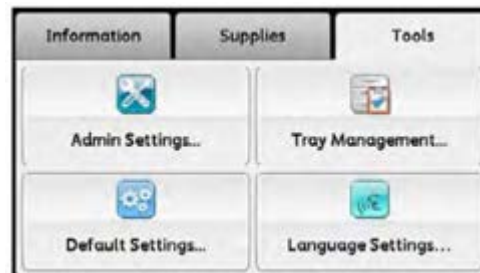 Information Supplies Tools
Admin Settings... Tray Management...
Default Settings... Language Settings...